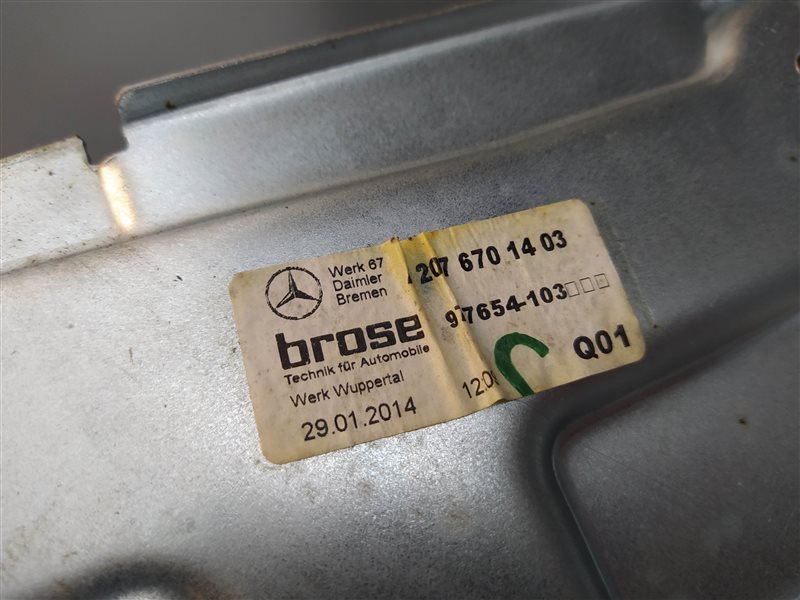 Werk 67
Daimler
Bremen
207 670 14 03
brose
97654-103
Technik für Automobile
Q01
Werk Wuppertal
29.01.2014